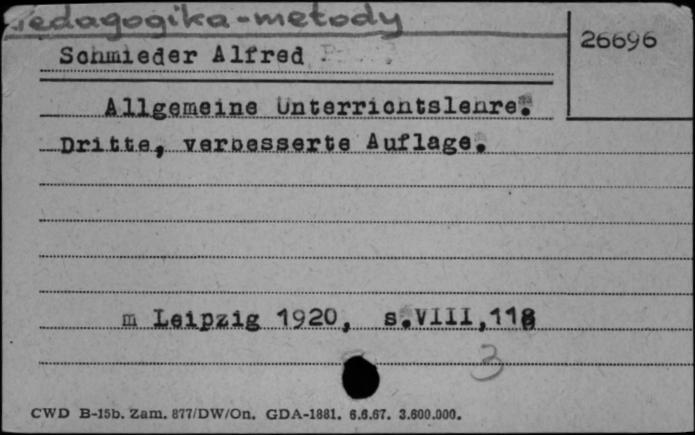 Pedagogika-metody
26696
Schmieder Alfred
Allgemeine Unterrichtslehre.
Dritte, verbesserte Auflage.
m Leipzig 1920, s.VIII,118
3
CWD B-15b. Zam. 877/DW/On. GDA-1881. 6.6.67. 3.600.000.